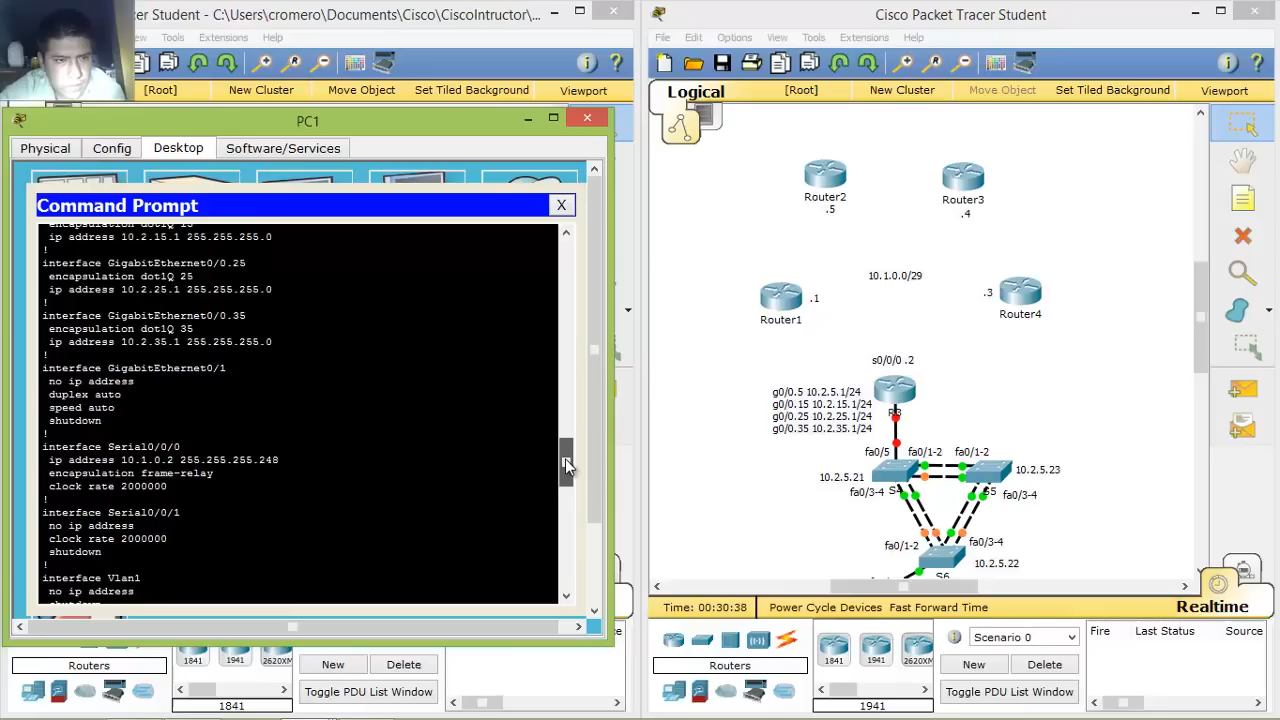 cer Student - C:\Users\cromero\Documents\Cisco\CiscoIntructor\...
Tools Extensions Help
[Root] New Cluster Move Object Set Tiled Background Viewport
PC1
Physical Config Desktop Software/Services
Command Prompt X
ip address 10.2.15.1 255.255.255.0
!
interface GigabitEthernet0/0.25
encapsulation dot1Q 25
ip address 10.2.25.1 255.255.255.0
!
interface GigabitEthernet0/0.35
encapsulation dot1Q 35
ip address 10.2.35.1 255.255.255.0
!
interface GigabitEthernet0/1
no ip address
duplex auto
speed auto
shutdown
!
interface Serial0/0/0
ip address 10.1.0.2 255.255.255.248
encapsulation frame-relay
clock rate 2000000
!
interface Serial0/0/1
no ip address
clock rate 2000000
shutdown
!
interface Vlan1
no ip address
Routers
1841 1941 2620XM
New Delete
Toggle PDU List Window
1841
Cisco Packet Tracer Student
File Edit Options View Tools Extensions Help
Logical [Root] New Cluster Move Object Set Tiled Background Viewport
Router2
.5
Router3
.4
10.1.0.0/29
Router1
.1
.3
Router4
s0/0/0 .2
g0/0.5 10.2.5.1/24
g0/0.15 10.2.15.1/24
g0/0.25 10.2.25.1/24
g0/0.35 10.2.35.1/24
fa0/5 fa0/1-2
10.2.5.21
10.2.5.23
fa0/3-4
fa0/3-4
fa0/1-2
fa0/3-4
10.2.5.22
S6
Time: 00:30:38 Power Cycle Devices Fast Forward Time Realtime
Routers
1841 1941 2620XM
1941
Scenario 0
New Delete
Toggle PDU List Window
Fire Last Status Source